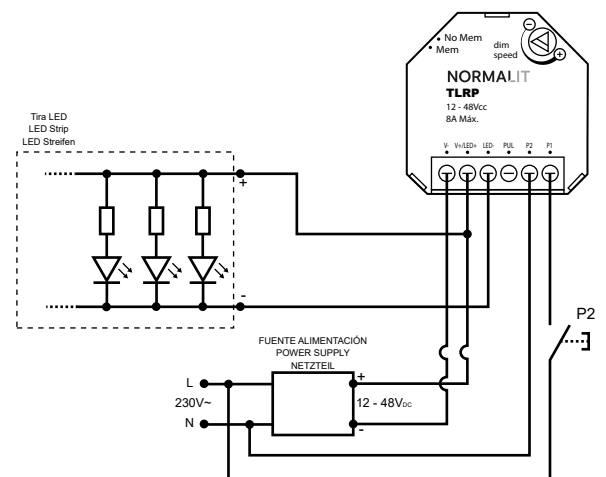 No Mem
Mem
dim
speed
−
+
NORMALIT
TLRP
12 - 48Vcc
8A Máx.
V- V+/LED+ LED- PUL P2 P1
Tira LED
LED Strip
LED Streifen
+
-
P2
FUENTE ALIMENTACIÓN
POWER SUPPLY
NETZTEIL
L
230V~
N
+
12 - 48VDC
-